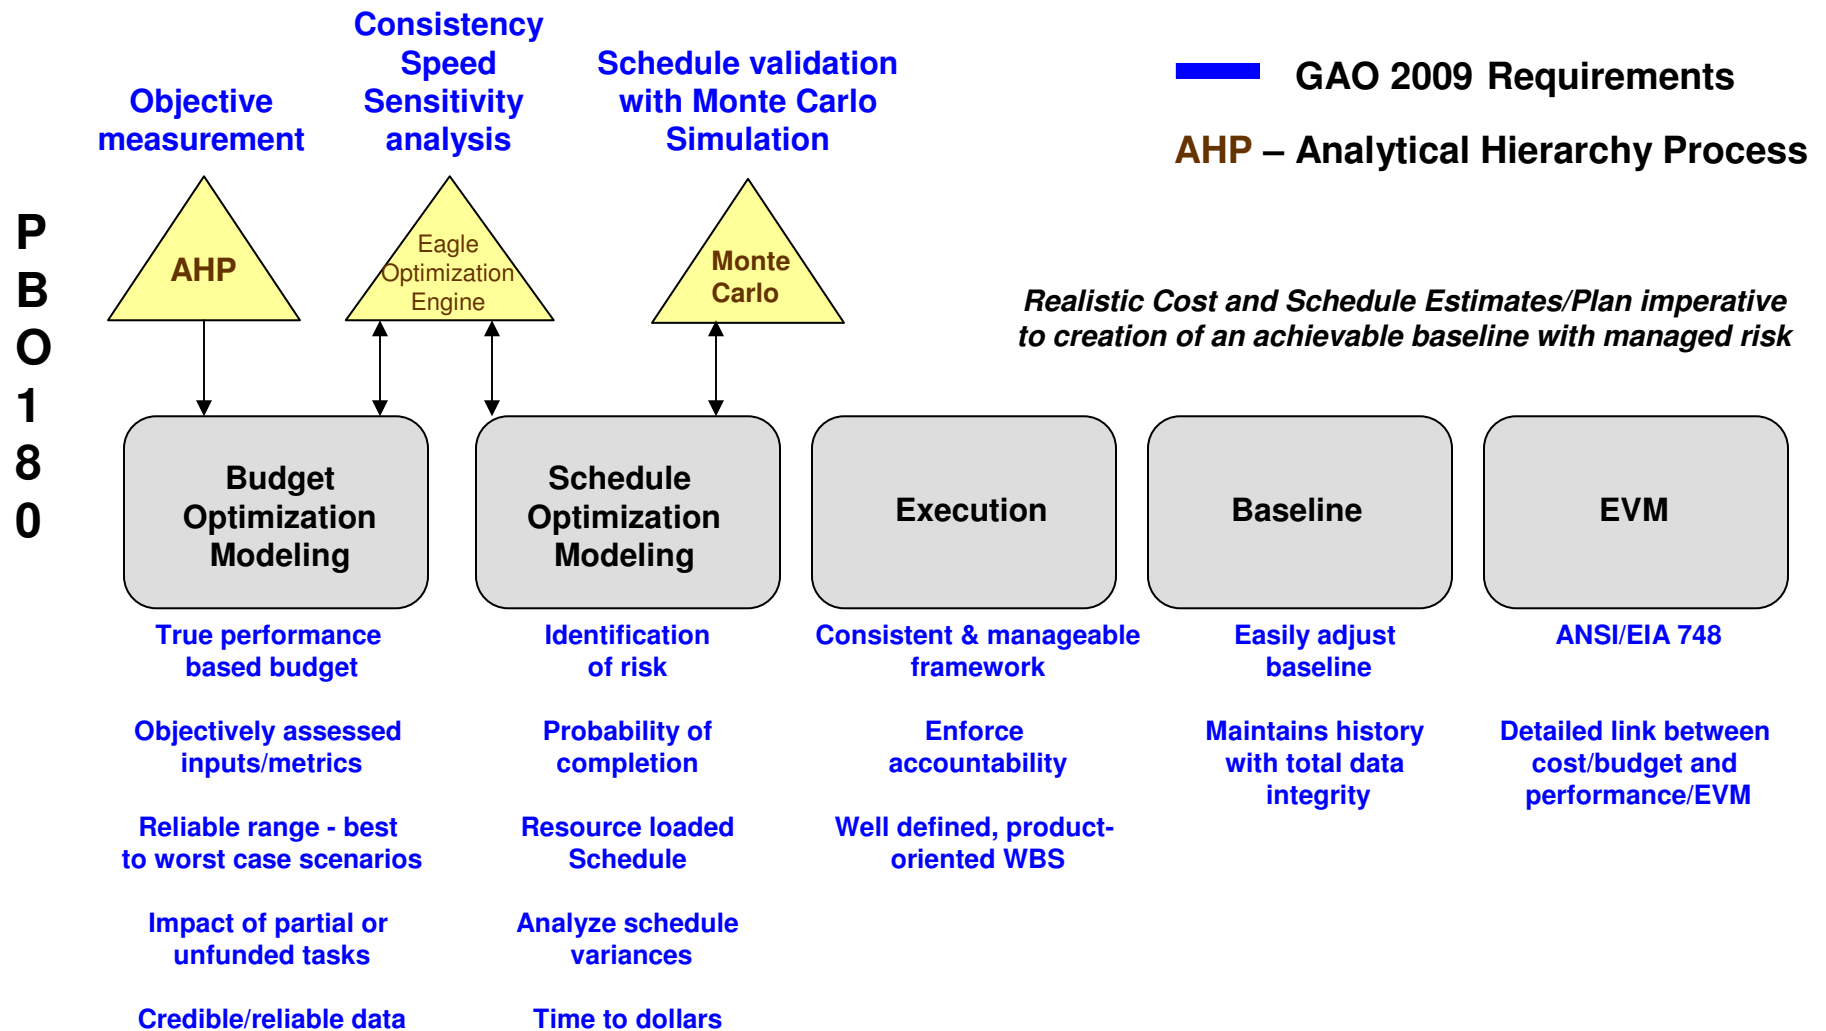 Consistency
Speed
Sensitivity
analysis
Objective
measurement
Schedule validation
with Monte Carlo
Simulation
GAO 2009 Requirements
AHP – Analytical Hierarchy Process
P
B
O
1
8
0
AHP
Eagle
Optimization
Engine
Monte
Carlo
Realistic Cost and Schedule Estimates/Plan imperative
to creation of an achievable baseline with managed risk
Budget
Optimization
Modeling
Schedule
Optimization
Modeling
Execution
Baseline
EVM
True performance
based budget
Objectively assessed
inputs/metrics
Reliable range - best
to worst case scenarios
Impact of partial or
unfunded tasks
Credible/reliable data
Identification
of risk
Probability of
completion
Resource loaded
Schedule
Analyze schedule
variances
Time to dollars
Consistent & manageable
framework
Enforce
accountability
Well defined, product-
oriented WBS
Easily adjust
baseline
Maintains history
with total data
integrity
ANSI/EIA 748
Detailed link between
cost/budget and
performance/EVM